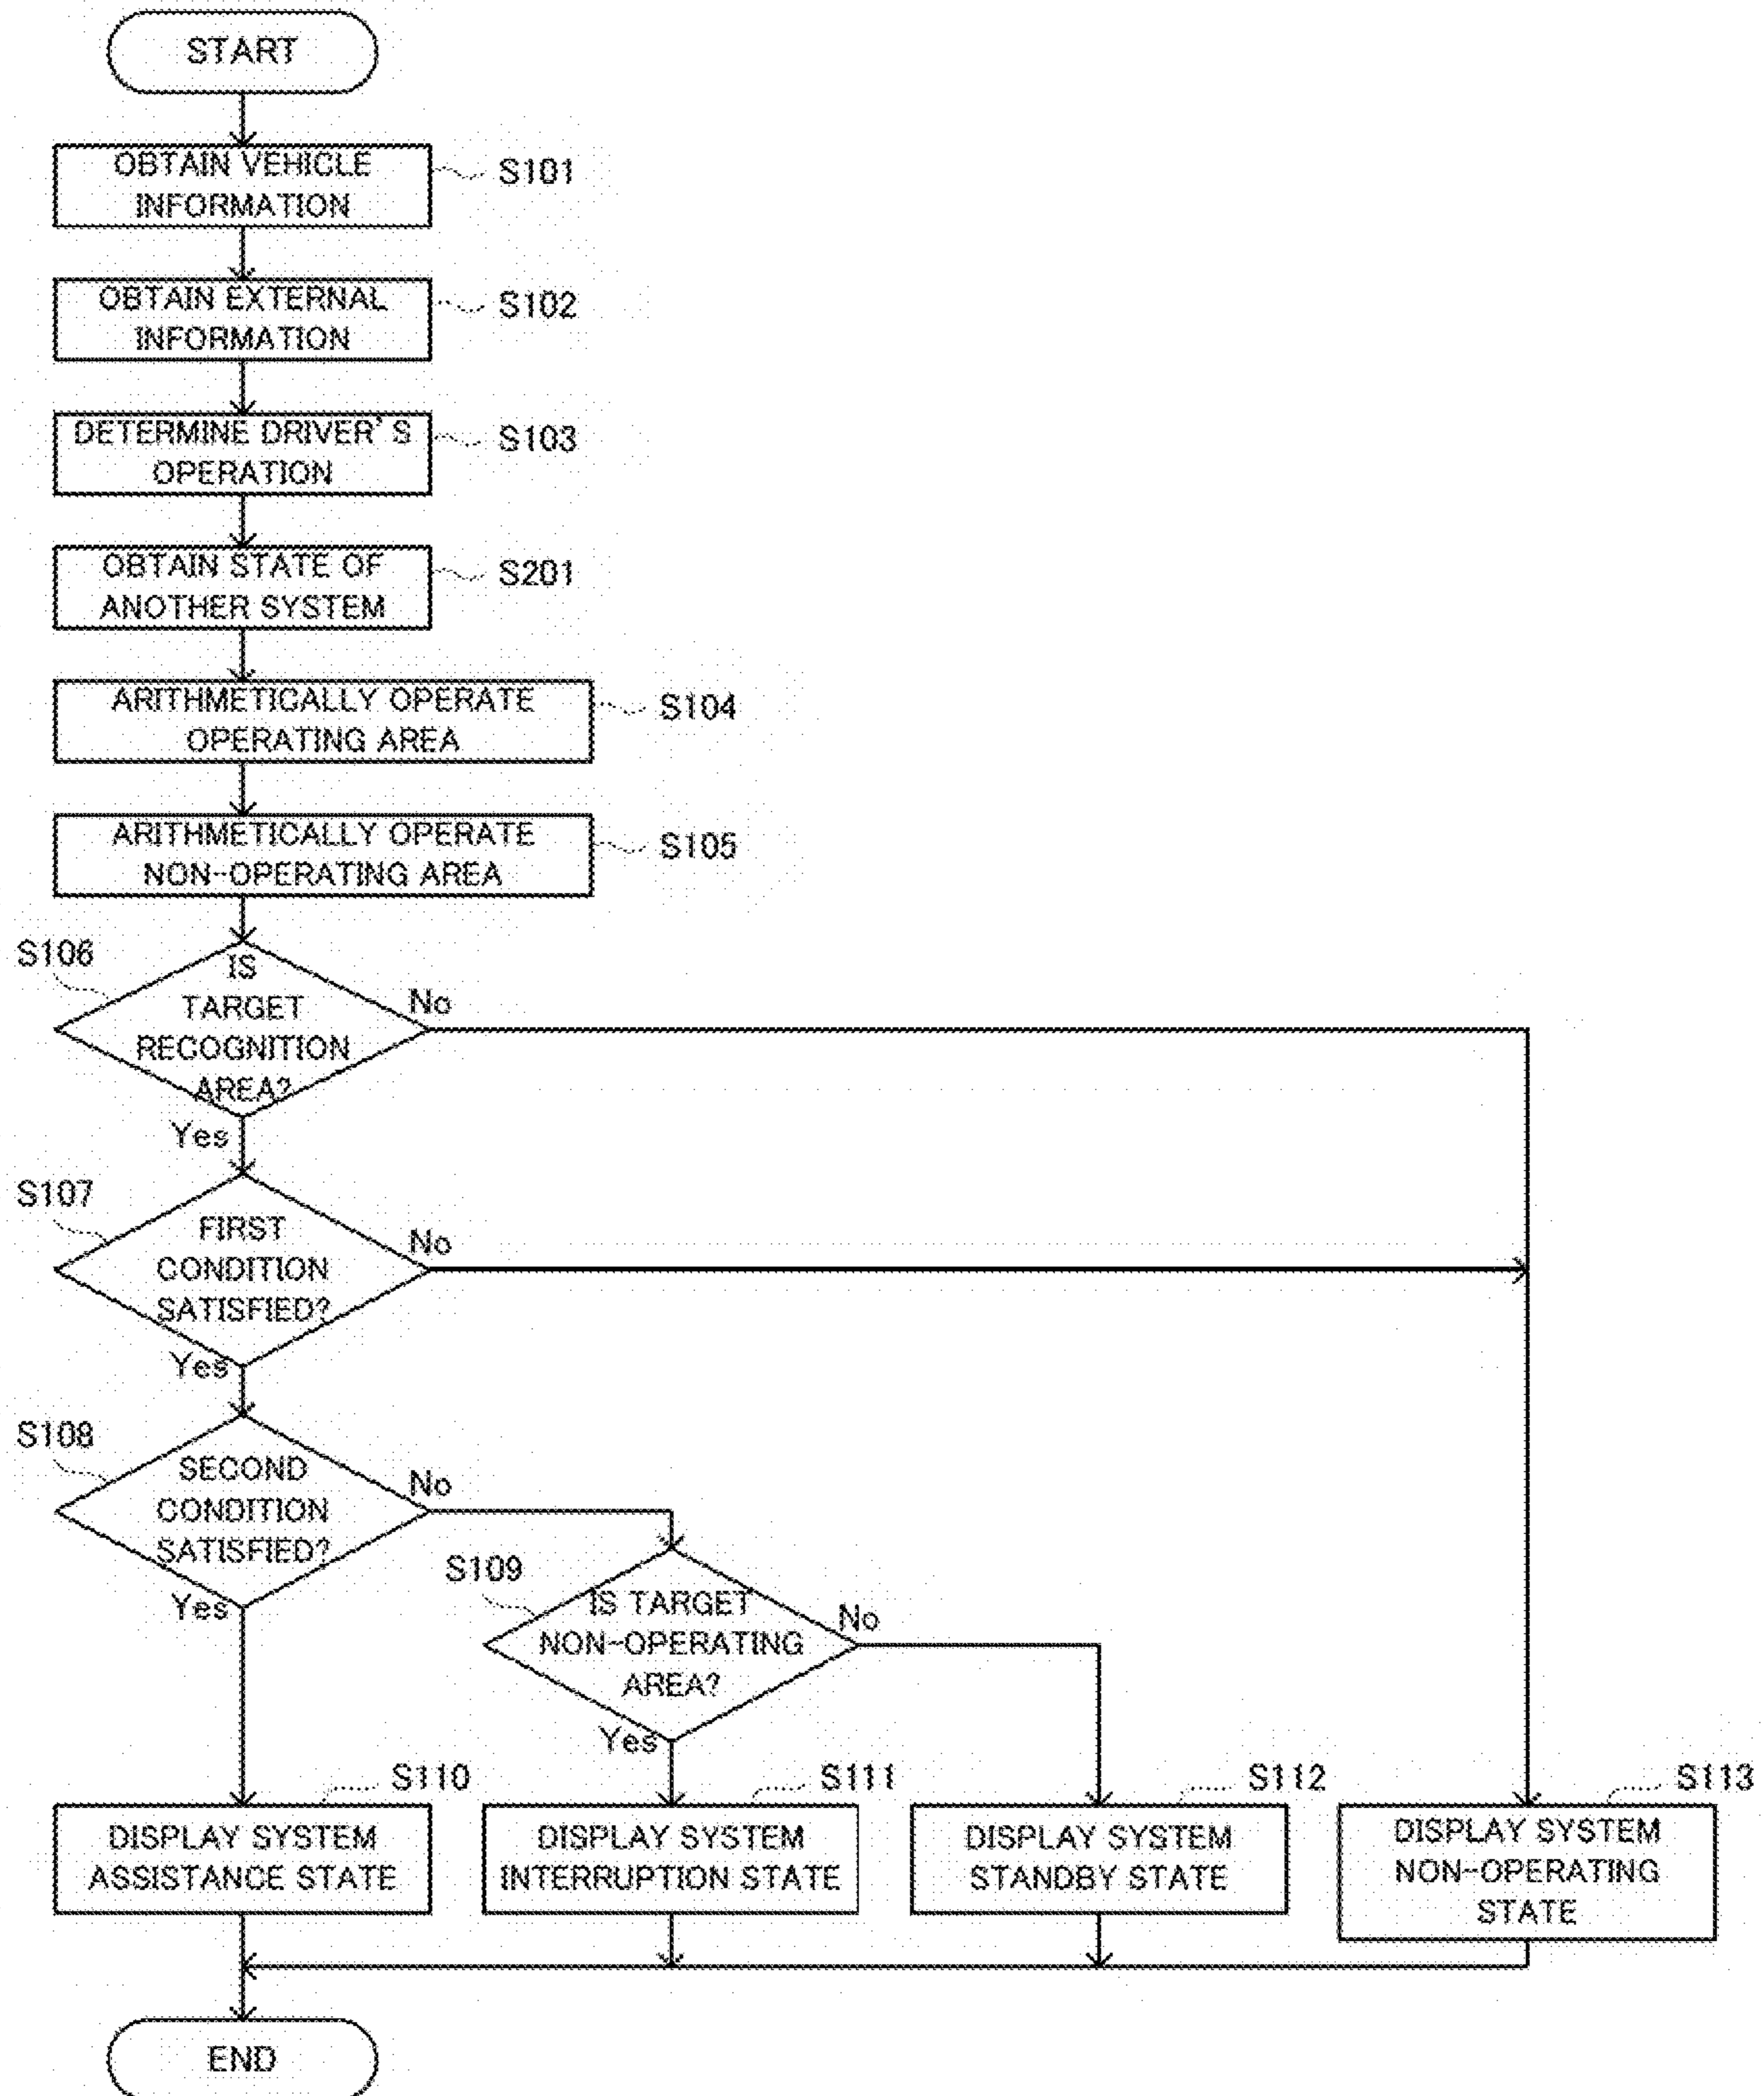 START
OBTAIN VEHICLE
INFORMATION
S101
OBTAIN EXTERNAL
INFORMATION
S102
DETERMINE DRIVER'S
OPERATION
S103
OBTAIN STATE OF
ANOTHER SYSTEM
S201
ARITHMETICALLY OPERATE
OPERATING AREA
S104
ARITHMETICALLY OPERATE
NON-OPERATING AREA
S105
S106
IS
TARGET
RECOGNITION
AREA?
No
Yes
S107
FIRST
CONDITION
SATISFIED?
No
Yes
S108
SECOND
CONDITION
SATISFIED?
No
Yes
S109
IS TARGET
NON-OPERATING
AREA?
No
Yes
S110
DISPLAY SYSTEM
ASSISTANCE STATE
S111
DISPLAY SYSTEM
INTERRUPTION STATE
S112
DISPLAY SYSTEM
STANDBY STATE
S113
DISPLAY SYSTEM
NON-OPERATING
STATE
END